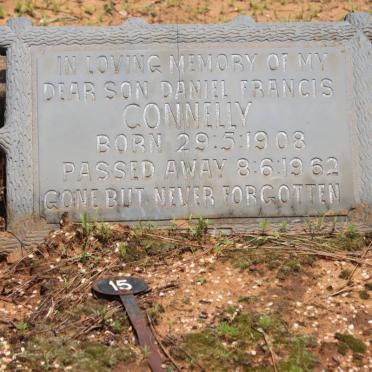 IN LOVING MEMORY OF MY
DEAR SON DANIEL FRANCIS
CONNELLY
BORN 29·5·1908
PASSED AWAY 8·6·1962
GONE BUT NEVER FORGOTTEN
15